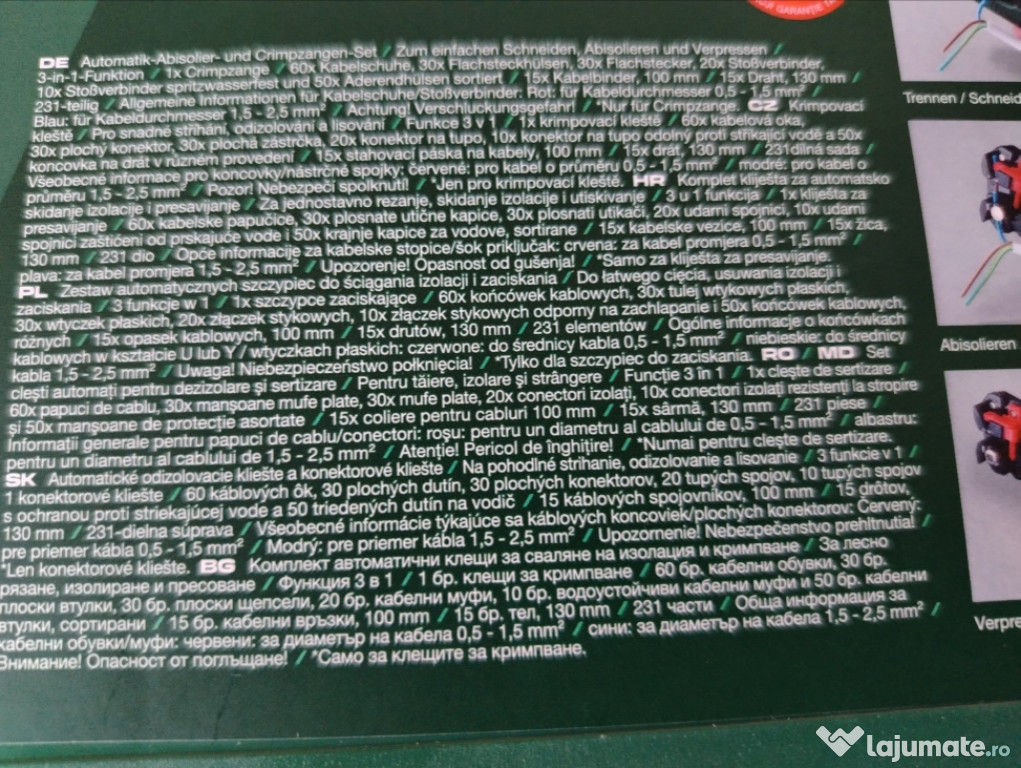 GARANȚIE
DE Automatik-Abisolier- und Crimpzangen-Set / Zum einfachen Schneiden, Abisolieren und Verpressen /
3-in-1-Funktion / 1x Crimpzange / 60x Kabelschuhe, 30x Flachsteckhülsen, 30x Flachstecker, 20x Stoßverbinder,
10x Stoßverbinder spritzwasserfest und 50x Aderendhülsen sortiert / 15x Kabelbinder, 100 mm / 15x Draht, 130 mm /
231-teilig / Allgemeine Informationen für Kabelschuhe/Stoßverbinder: Rot: für Kabeldurchmesser 0,5 - 1,5 mm² /
Blau: für Kabeldurchmesser 1,5 - 2,5 mm² / Achtung! Verschluckungsgefahr! / *Nur für Crimpzange. CZ Krimpovací
kleště / Pro snadné stříhání, odizolování a lisování / Funkce 3 v 1 / 1x krimpovací kleště / 60x kabelová oka,
30x plochý konektor, 30x plochá zástrčka, 20x konektor na tupo, 10x konektor na tupo odolný proti stříkající vodě a 50x
koncovka na drát v různém provedení / 15x stahovací páska na kabely, 100 mm / 15x drát, 130 mm / 231dílná sada /
Všeobecné informace pro koncovky/nástrčné spojky: červené: pro kabel o průměru 0,5 - 1,5 mm² / modré: pro kabel o
průměru 1,5 - 2,5 mm² / Pozor! Nebezpečí spolknutí! / *Jen pro krimpovací kleště. HR Komplet kliješta za automatsko
skidanje izolacije i presavijanje / Za jednostavno rezanje, skidanje izolacije i utiskivanje / 3 u 1 funkcija / 1x kliješta za
presavijanje / 60x kabelske papučice, 30x plosnate utične kapice, 30x plosnati utikači, 20x udarni spojnici, 10x udarni
spojnici zaštićeni od prskajuće vode i 50x krajnje kapice za vodove, sortirane / 15x kabelske vezice, 100 mm / 15x žica,
130 mm / 231 dio / Opće informacije za kabelske stopice/šok priključak: crvena: za kabel promjera 0,5 - 1,5 mm² /
plava: za kabel promjera 1,5 - 2,5 mm² / Upozorenje! Opasnost od gušenja! / *Samo za kliješta za presavijanje.
PL Zestaw automatycznych szczypiec do ściągania izolacji i zaciskania / Do łatwego cięcia, usuwania izolacji i
zaciskania / 3 funkcje w 1 / 1x szczypce zaciskające / 60x końcówek kablowych, 30x tulej wtykowych płaskich,
30x wtyczek płaskich, 20x złączek stykowych, 10x złączek stykowych odporny na zachlapanie i 50x końcówek kablowych,
różnych / 15x opasek kablowych, 100 mm / 15x drutów, 130 mm / 231 elementów / Ogólne informacje o końcówkach
kablowych w kształcie U lub Y / wtyczkach płaskich: czerwone: do średnicy kabla 0,5 - 1,5 mm² / niebieskie: do średnicy
kabla 1,5 - 2,5 mm² / Uwaga! Niebezpieczeństwo połknięcia! / *Tylko dla szczypiec do zaciskania. RO / MD Set
clești automați pentru dezizolare și sertizare / Pentru tăiere, izolare și strângere / Funcție 3 în 1 / 1x clește de sertizare /
60x papuci de cablu, 30x manșoane mufe plate, 30x mufe plate, 20x conectori izolați, 10x conectori izolați rezistenți la stropire
și 50x manșoane de protecție asortate / 15x coliere pentru cabluri 100 mm / 15x sârmă, 130 mm / 231 piese /
Informații generale pentru papuci de cablu/conectori: roșu: pentru un diametru al cablului de 0,5 - 1,5 mm² / albastru:
pentru un diametru al cablului de 1,5 - 2,5 mm² / Atenție! Pericol de înghițire! / *Numai pentru clește de sertizare.
SK Automatické odizolovacie kliešte a konektorové kliešte / Na pohodlné strihanie, odizolovanie a lisovanie / 3 funkcie v 1 /
1 konektorové kliešte / 60 káblových ôk, 30 plochých dutín, 30 plochých konektorov, 20 tupých spojov, 10 tupých spojov
s ochranou proti striekajúcej vode a 50 triedených dutín na vodič / 15 káblových spojovníkov, 100 mm / 15 drôtov,
130 mm / 231-dielna súprava / Všeobecné informácie týkajúce sa káblových koncoviek/plochých konektorov: Červený:
pre priemer kábla 0,5 - 1,5 mm² / Modrý: pre priemer kábla 1,5 - 2,5 mm² / Upozornenie! Nebezpečenstvo prehltnutia! /
*Len konektorové kliešte. BG Комплект автоматични клещи за сваляне на изолация и кримпване / За лесно
рязане, изолиране и пресоване / Функция 3 в 1 / 1 бр. клещи за кримпване / 60 бр. кабелни обувки, 30 бр.
плоски втулки, 30 бр. плоски щепсели, 20 бр. кабелни муфи, 10 бр. водоустойчиви кабелни муфи и 50 бр. кабелни
втулки, сортирани / 15 бр. кабелни връзки, 100 mm / 15 бр. тел, 130 mm / 231 части / Обща информация за
кабелни обувки/муфи: червени: за диаметър на кабела 0,5 - 1,5 mm² / сини: за диаметър на кабела 1,5 - 2,5 mm² /
Внимание! Опасност от поглъщане! / *Само за клещите за кримпване.
Trennen / Schneid
Abisolieren
Verpre
lajumate.ro